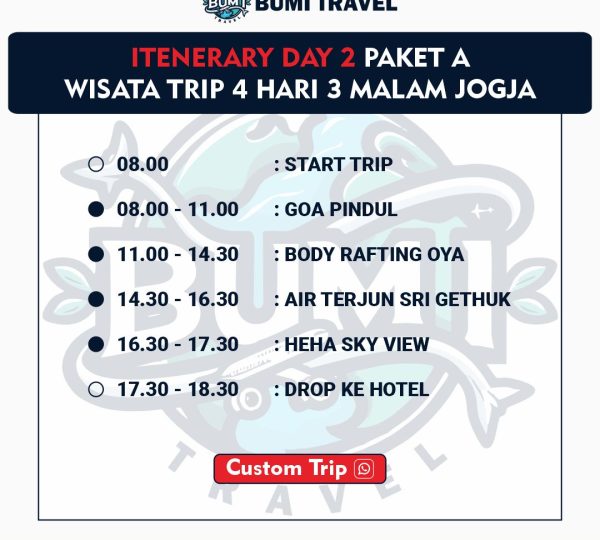 BUMI BUMI TRAVEL
TRAVEL
ITENERARY DAY 2 PAKET A
WISATA TRIP 4 HARI 3 MALAM JOGJA
08.00 : START TRIP
08.00 - 11.00 : GOA PINDUL
11.00 - 14.30 : BODY RAFTING OYA
14.30 - 16.30 : AIR TERJUN SRI GETHUK
16.30 - 17.30 : HEHA SKY VIEW
17.30 - 18.30 : DROP KE HOTEL
BUMI
Custom Trip
TRAVEL